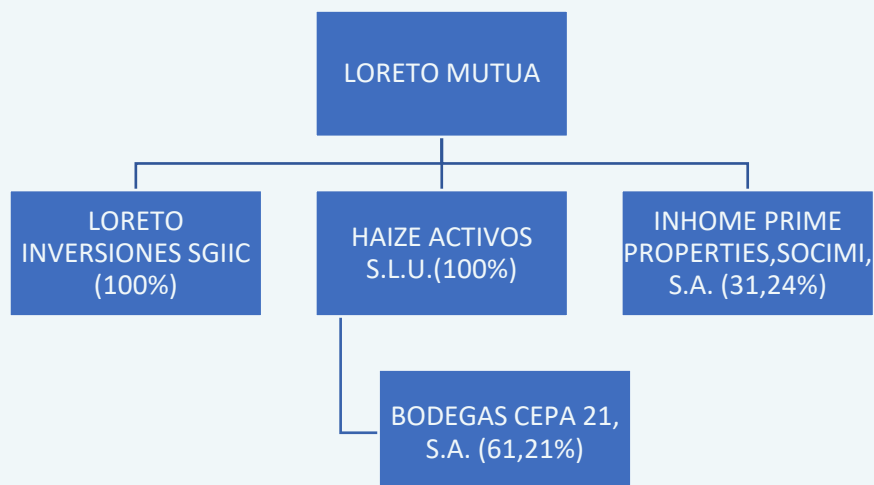 LORETO MUTUA
LORETO
INVERSIONES SGIIC
(100%)
HAIZE ACTIVOS
S.L.U.(100%)
INHOME PRIME
PROPERTIES,SOCIMI,
S.A. (31,24%)
BODEGAS CEPA 21,
S.A. (61,21%)